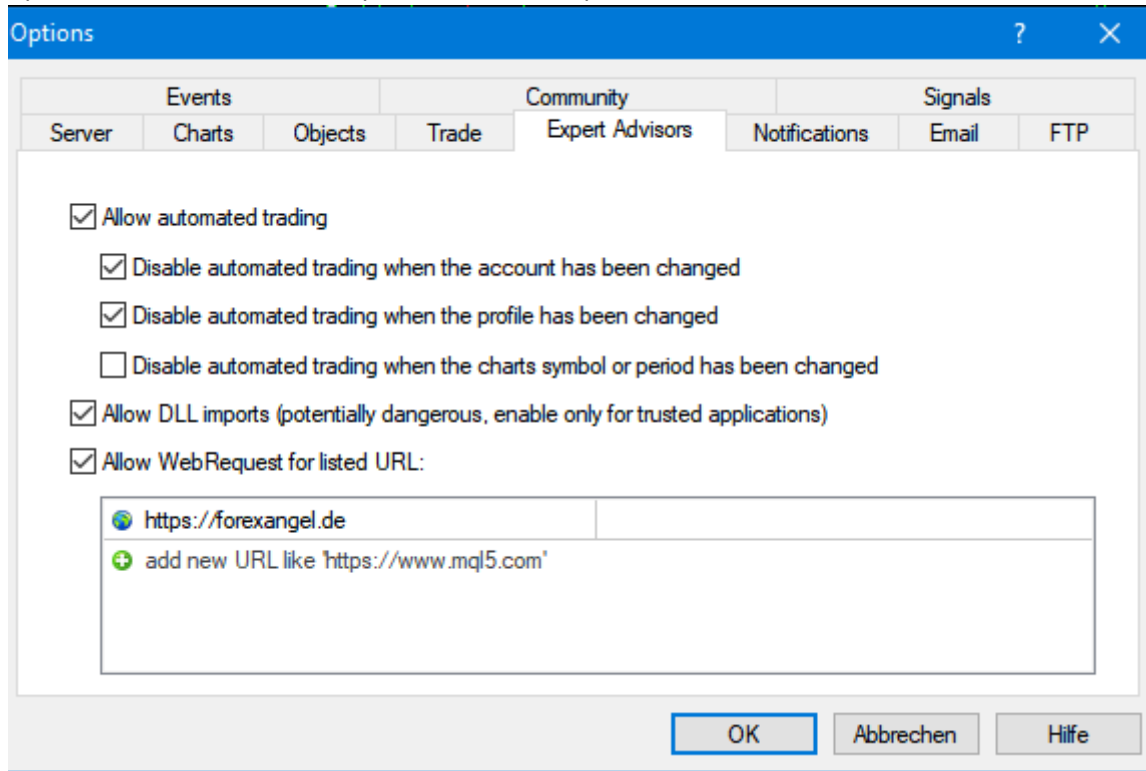 Options
Events Community Signals
Server Charts Objects Trade Expert Advisors Notifications Email FTP
Allow automated trading
Disable automated trading when the account has been changed
Disable automated trading when the profile has been changed
Disable automated trading when the charts symbol or period has been changed
Allow DLL imports (potentially dangerous, enable only for trusted applications)
Allow WebRequest for listed URL:
https://forexangel.de
add new URL like 'https://www.mql5.com'
OK Abbrechen Hilfe